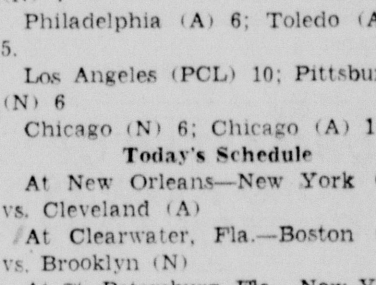 Philadelphia (A) 6; Toledo (A
5.
Los Angeles (PCL) 10; Pittsbu
(N) 6
Chicago (N) 6; Chicago (A) 1
Today's Schedule
At New Orleans—New York (
vs. Cleveland (A)
At Clearwater, Fla.—Boston
vs. Brooklyn (N)